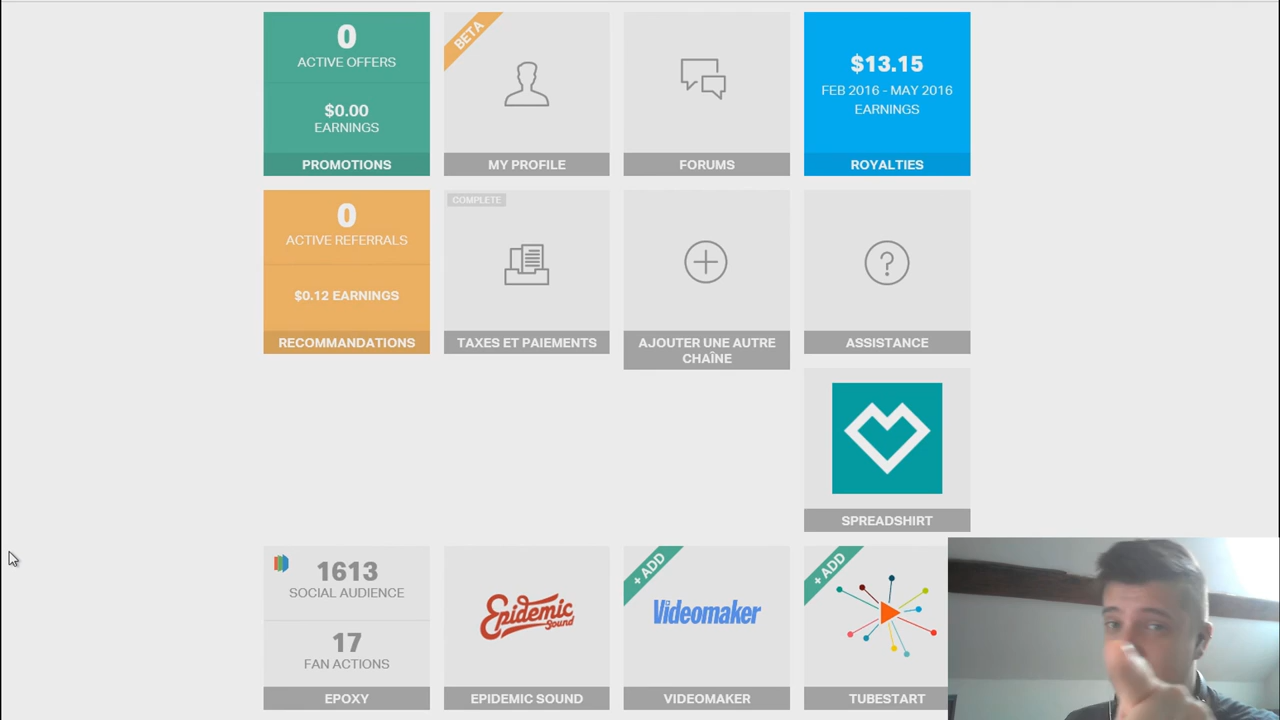 0
ACTIVE OFFERS
$0.00
EARNINGS
PROMOTIONS
BETA
MY PROFILE
FORUMS
$13.15
FEB 2016 - MAY 2016
EARNINGS
ROYALTIES
0
ACTIVE REFERRALS
$0.12 EARNINGS
RECOMMANDATIONS
COMPLETE
TAXES ET PAIEMENTS
AJOUTER UNE AUTRE
CHAÎNE
ASSISTANCE
SPREADSHIRT
1613
SOCIAL AUDIENCE
17
FAN ACTIONS
EPOXY
Epidemic
Sound
EPIDEMIC SOUND
+ ADD
Videomaker
VIDEOMAKER
+ ADD
TUBESTART